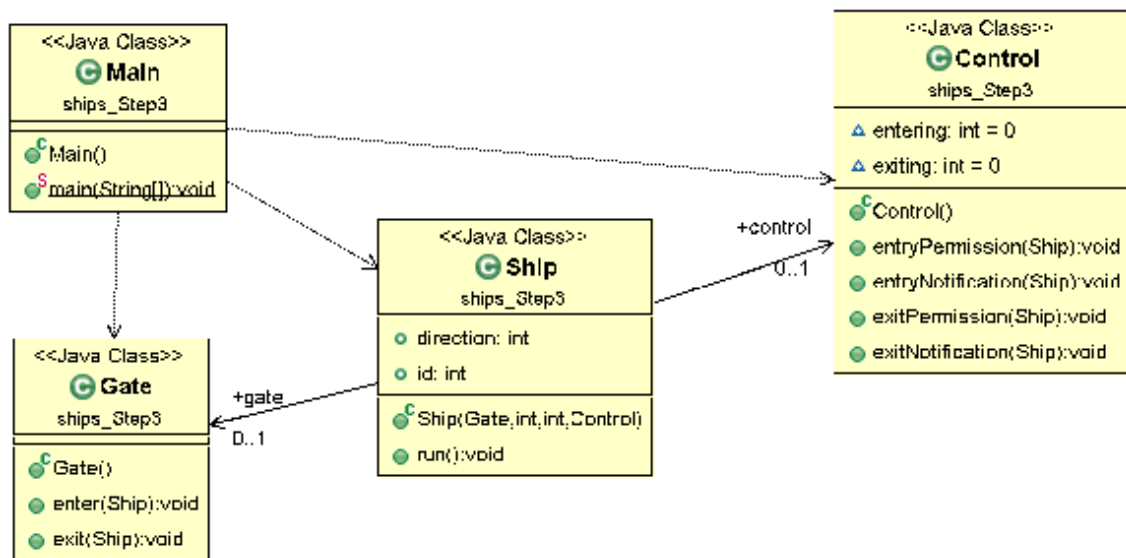 <<Java Class>>
C Main
ships_Step3
C Main()
S main(String[]):void
<<Java Class>>
C Control
ships_Step3
entering: int = 0
exiting: int = 0
C Control()
entryPermission(Ship):void
entryNotification(Ship):void
exitPermission(Ship):void
exitNotification(Ship):void
+control
0..1
<<Java Class>>
C Ship
ships_Step3
direction: int
id: int
C Ship(Gate,int,int,Control)
run():void
+gate
0..1
<<Java Class>>
C Gate
ships_Step3
C Gate()
enter(Ship):void
exit(Ship):void